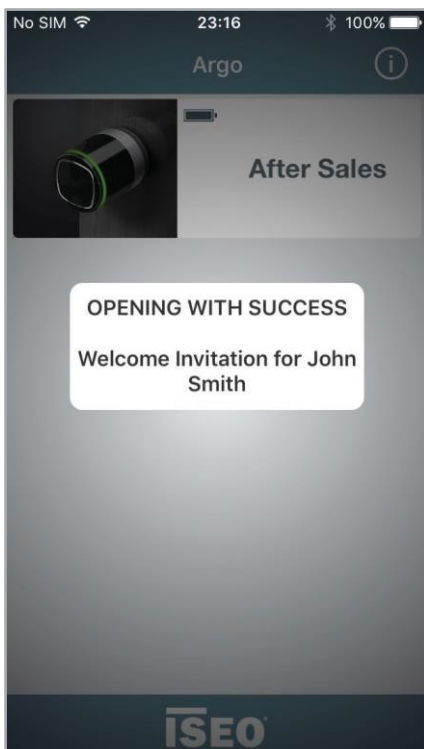 No SIM 23:16 100%
Argo
After Sales
OPENING WITH SUCCESS
Welcome Invitation for John
Smith
ISEO